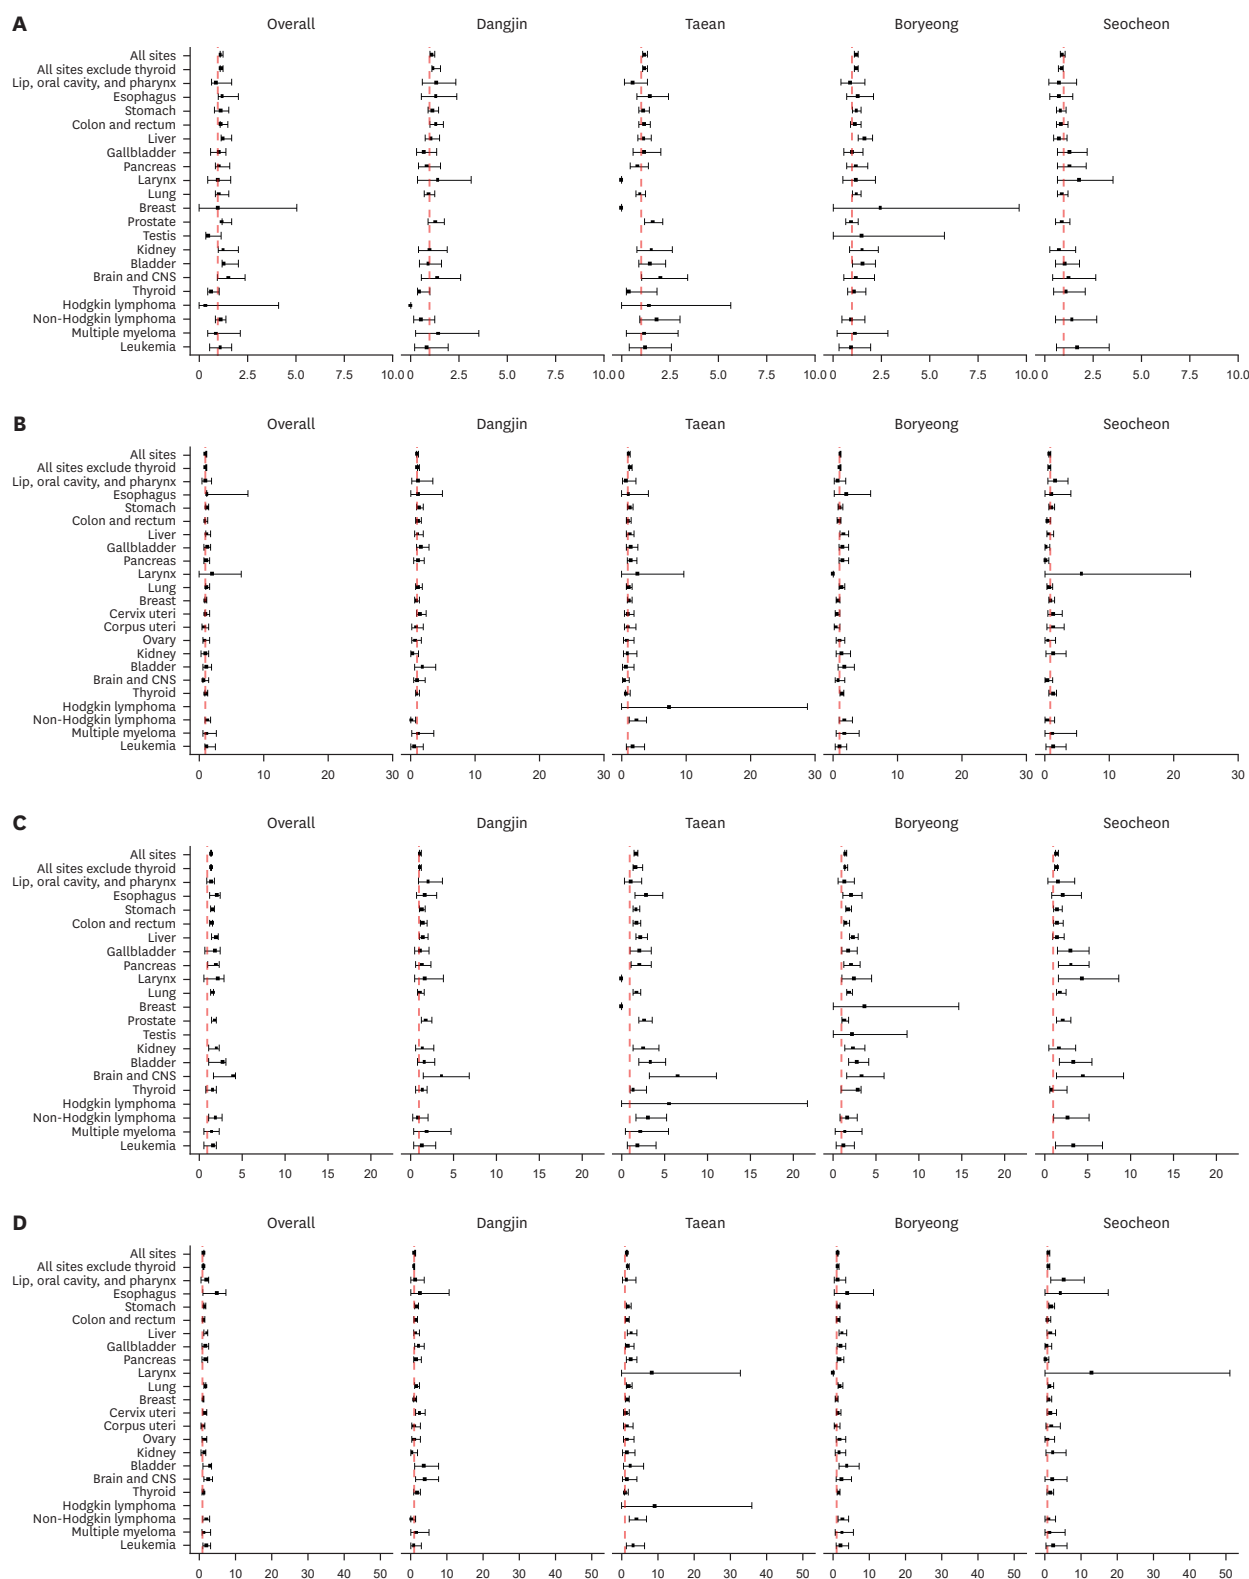 A
Overall Dangjin Taean Boryeong Seocheon
All sites
All sites exclude thyroid
Lip, oral cavity, and pharynx
Esophagus
Stomach
Colon and rectum
Liver
Gallbladder
Pancreas
Larynx
Lung
Breast
Prostate
Testis
Kidney
Bladder
Brain and CNS
Thyroid
Hodgkin lymphoma
Non-Hodgkin lymphoma
Multiple myeloma
Leukemia
0 2.5 5.0 7.5 10.0 0 2.5 5.0 7.5 10.0 0 2.5 5.0 7.5 10.0 0 2.5 5.0 7.5 10.0 0 2.5 5.0 7.5 10.0
B
Overall Dangjin Taean Boryeong Seocheon
All sites
All sites exclude thyroid
Lip, oral cavity, and pharynx
Esophagus
Stomach
Colon and rectum
Liver
Gallbladder
Pancreas
Larynx
Lung
Breast
Cervix uteri
Corpus uteri
Ovary
Kidney
Bladder
Brain and CNS
Thyroid
Hodgkin lymphoma
Non-Hodgkin lymphoma
Multiple myeloma
Leukemia
0 10 20 30 0 10 20 30 0 10 20 30 0 10 20 30 0 10 20 30
C
Overall Dangjin Taean Boryeong Seocheon
All sites
All sites exclude thyroid
Lip, oral cavity, and pharynx
Esophagus
Stomach
Colon and rectum
Liver
Gallbladder
Pancreas
Larynx
Lung
Breast
Prostate
Testis
Kidney
Bladder
Brain and CNS
Thyroid
Hodgkin lymphoma
Non-Hodgkin lymphoma
Multiple myeloma
Leukemia
0 5 10 15 20 0 5 10 15 20 0 5 10 15 20 0 5 10 15 20 0 5 10 15 20
D
Overall Dangjin Taean Boryeong Seocheon
All sites
All sites exclude thyroid
Lip, oral cavity, and pharynx
Esophagus
Stomach
Colon and rectum
Liver
Gallbladder
Pancreas
Larynx
Lung
Breast
Cervix uteri
Corpus uteri
Ovary
Kidney
Bladder
Brain and CNS
Thyroid
Hodgkin lymphoma
Non-Hodgkin lymphoma
Multiple myeloma
Leukemia
0 10 20 30 40 50 0 10 20 30 40 50 0 10 20 30 40 50 0 10 20 30 40 50 0 10 20 30 40 50